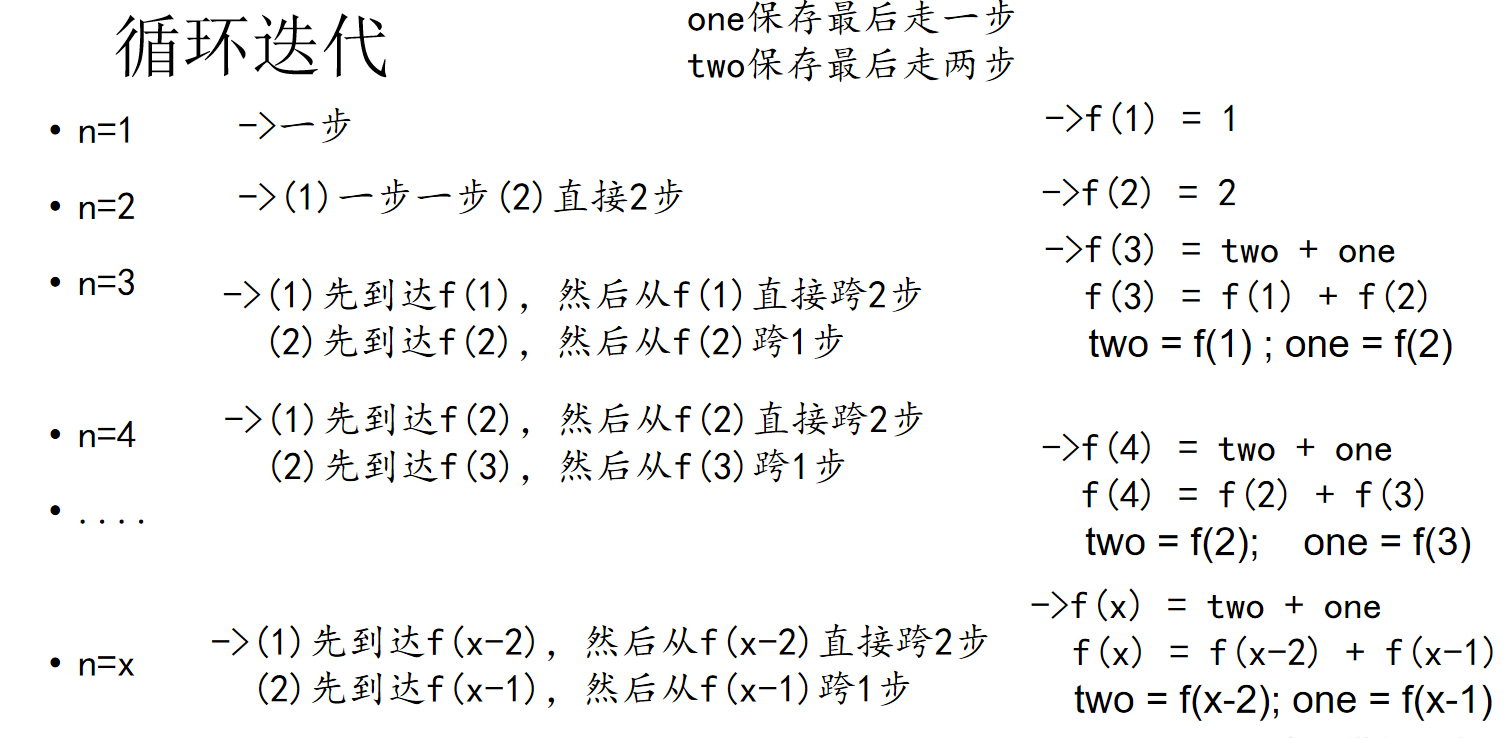 循环迭代
one保存最后走一步
two保存最后走两步
• n=1 ->一步 ->f(1) = 1
• n=2 ->(1)一步一步(2)直接2步 ->f(2) = 2
• n=3 ->(1)先到达f(1), 然后从f(1)直接跨2步
(2)先到达f(2), 然后从f(2)跨1步
->f(3) = two + one
f(3) = f(1) + f(2)
two = f(1) ; one = f(2)
• n=4 ->(1)先到达f(2), 然后从f(2)直接跨2步
(2)先到达f(3), 然后从f(3)跨1步
->f(4) = two + one
f(4) = f(2) + f(3)
two = f(2); one = f(3)
• ....
• n=x ->(1)先到达f(x-2), 然后从f(x-2)直接跨2步
(2)先到达f(x-1), 然后从f(x-1)跨1步
->f(x) = two + one
f(x) = f(x-2) + f(x-1)
two = f(x-2); one = f(x-1)